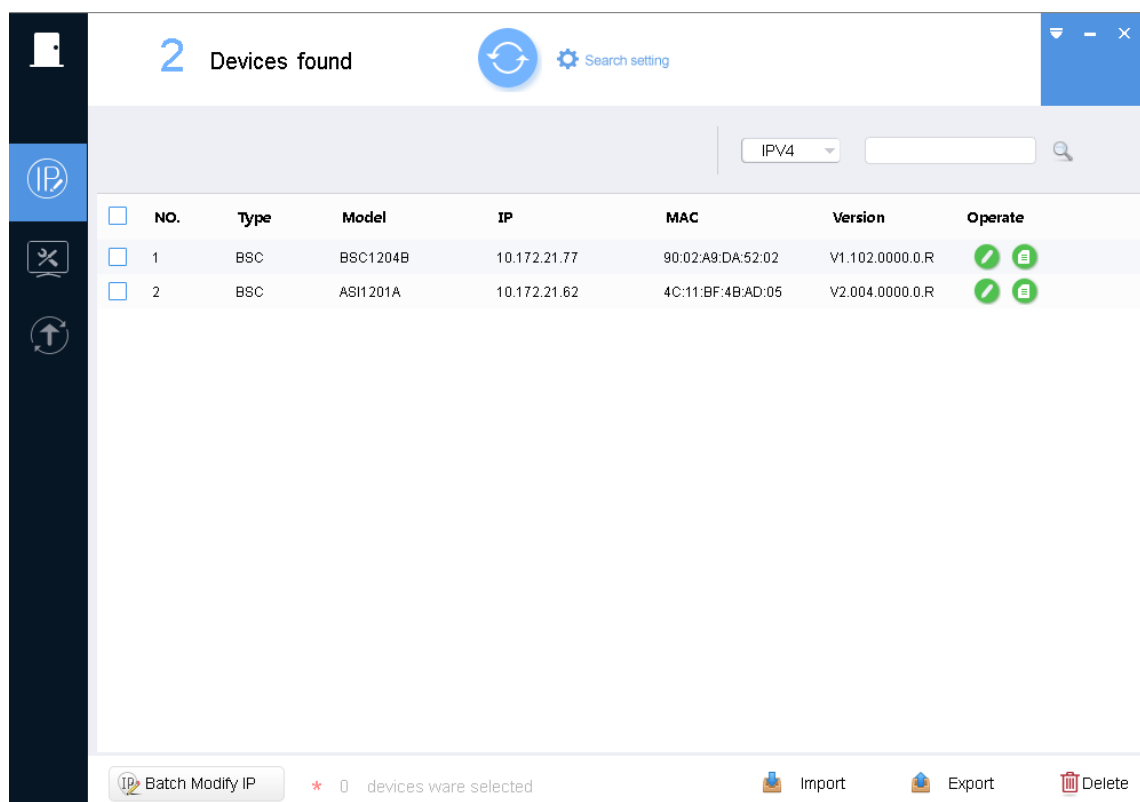 2 Devices found Search setting
IPV4
IP
NO. Type Model IP MAC Version Operate
1 BSC BSC1204B 10.172.21.77 90:02:A9:DA:52:02 V1.102.0000.0.R
2 BSC ASI1201A 10.172.21.62 4C:11:BF:4B:AD:05 V2.004.0000.0.R
IP Batch Modify IP * 0 devices ware selected Import Export Delete